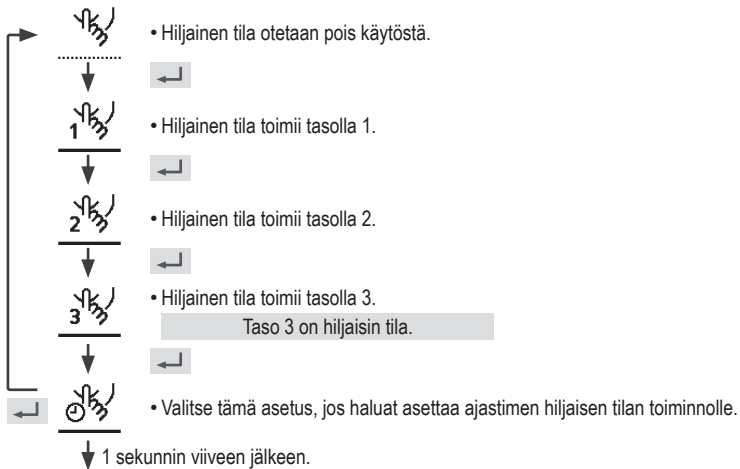 • Hiljainen tila otetaan pois käytöstä.
1
• Hiljainen tila toimii tasolla 1.
2
• Hiljainen tila toimii tasolla 2.
3
• Hiljainen tila toimii tasolla 3.
Taso 3 on hiljaisin tila.
• Valitse tämä asetus, jos haluat asettaa ajastimen hiljaisen tilan toiminnolle.
1 sekunnin viiveen jälkeen.